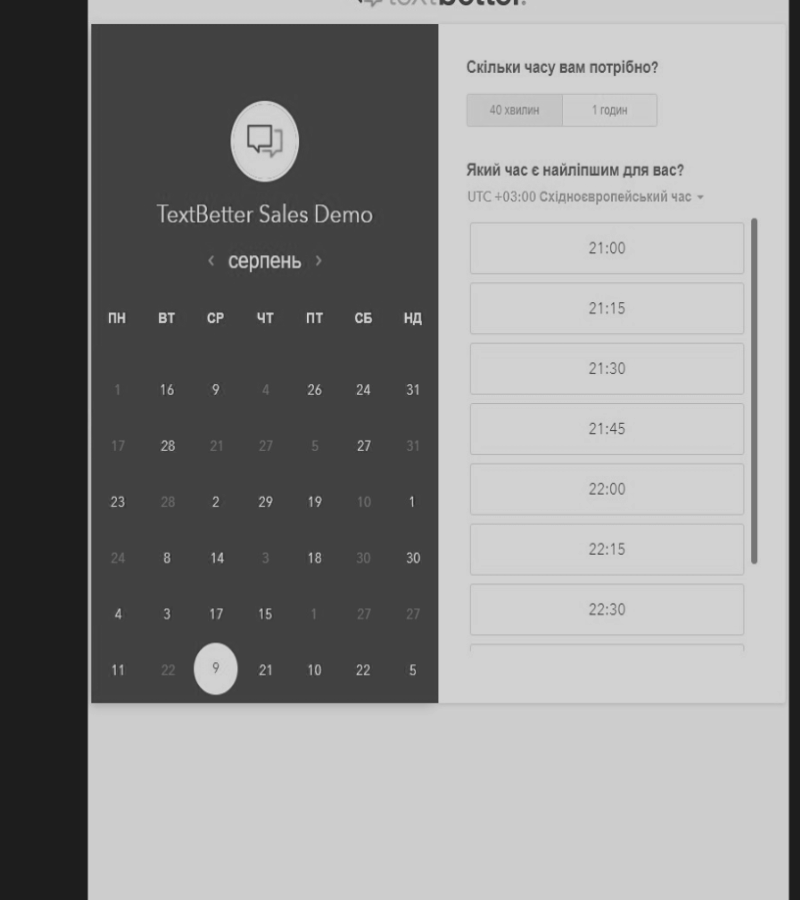 textbetter.
TextBetter Sales Demo
‹ серпень ›
ПН ВТ СР ЧТ ПТ СБ НД
1 16 9 4 26 24 31
17 28 21 27 5 27 31
23 28 2 29 19 10 1
24 8 14 3 18 30 30
4 3 17 15 1 27 27
11 22 9 21 10 22 5
Скільки часу вам потрібно?
40 хвилин 1 годин
Який час є найліпшим для вас?
UTC +03:00 Східноєвропейський час
21:00
21:15
21:30
21:45
22:00
22:15
22:30